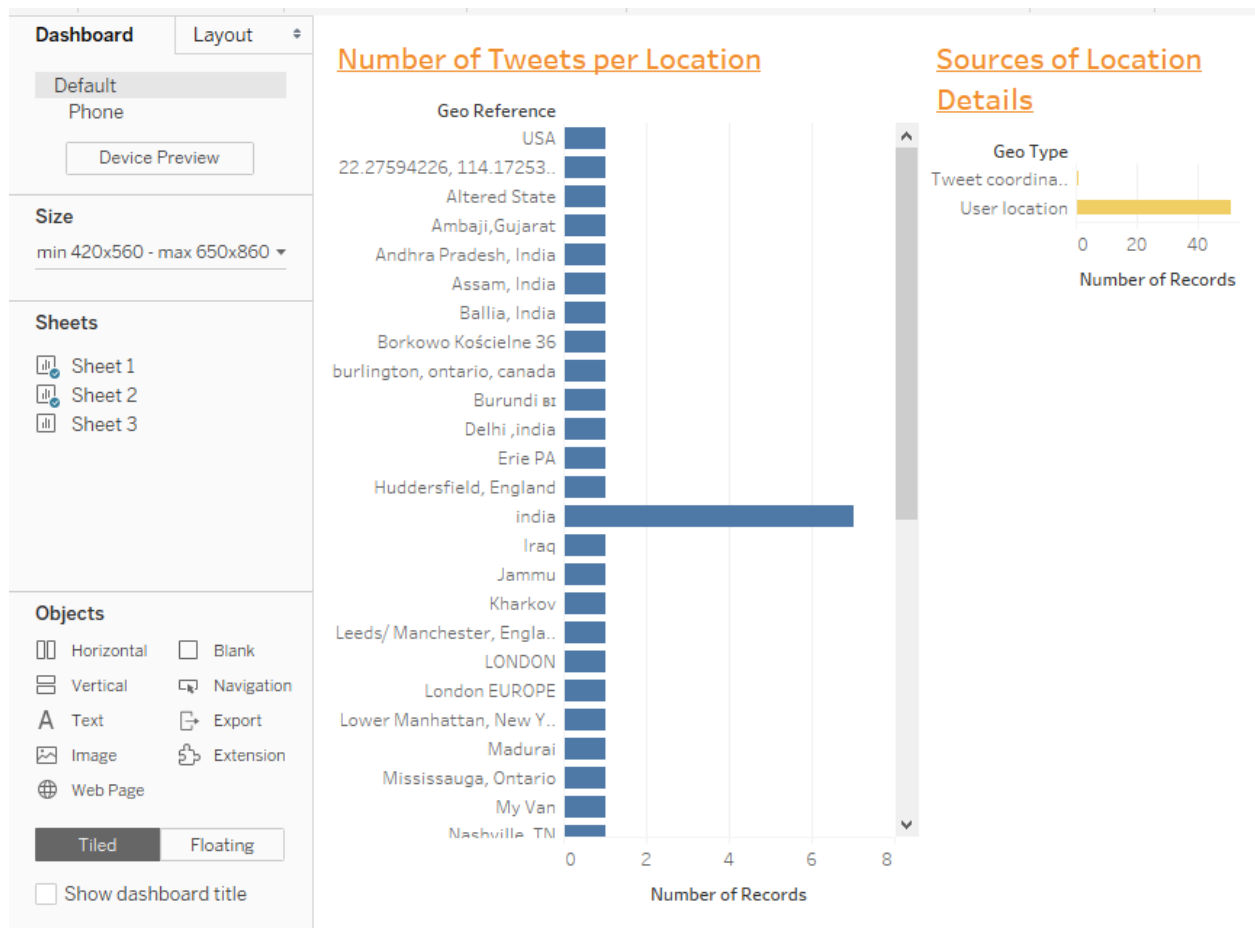 Dashboard
Layout
Default
Phone
Device Preview
Size
min 420x560 - max 650x860
Sheets
Sheet 1
Sheet 2
Sheet 3
Objects
Horizontal
Blank
Vertical
Navigation
Text
Export
Image
Extension
Web Page
Tiled
Floating
Show dashboard title
Number of Tweets per Location
Geo Reference
USA
22.27594226, 114.17253..
Altered State
Ambaji,Gujarat
Andhra Pradesh, India
Assam, India
Ballia, India
Borkowo Kościelne 36
burlington, ontario, canada
Burundi ʙɪ
Delhi ,india
Erie PA
Huddersfield, England
india
Iraq
Jammu
Kharkov
Leeds/ Manchester, Engla..
LONDON
London EUROPE
Lower Manhattan, New Y..
Madurai
Mississauga, Ontario
My Van
Nashville, TN
0 2 4 6 8
Number of Records
Sources of Location
Details
Geo Type
Tweet coordina..
User location
0 20 40
Number of Records